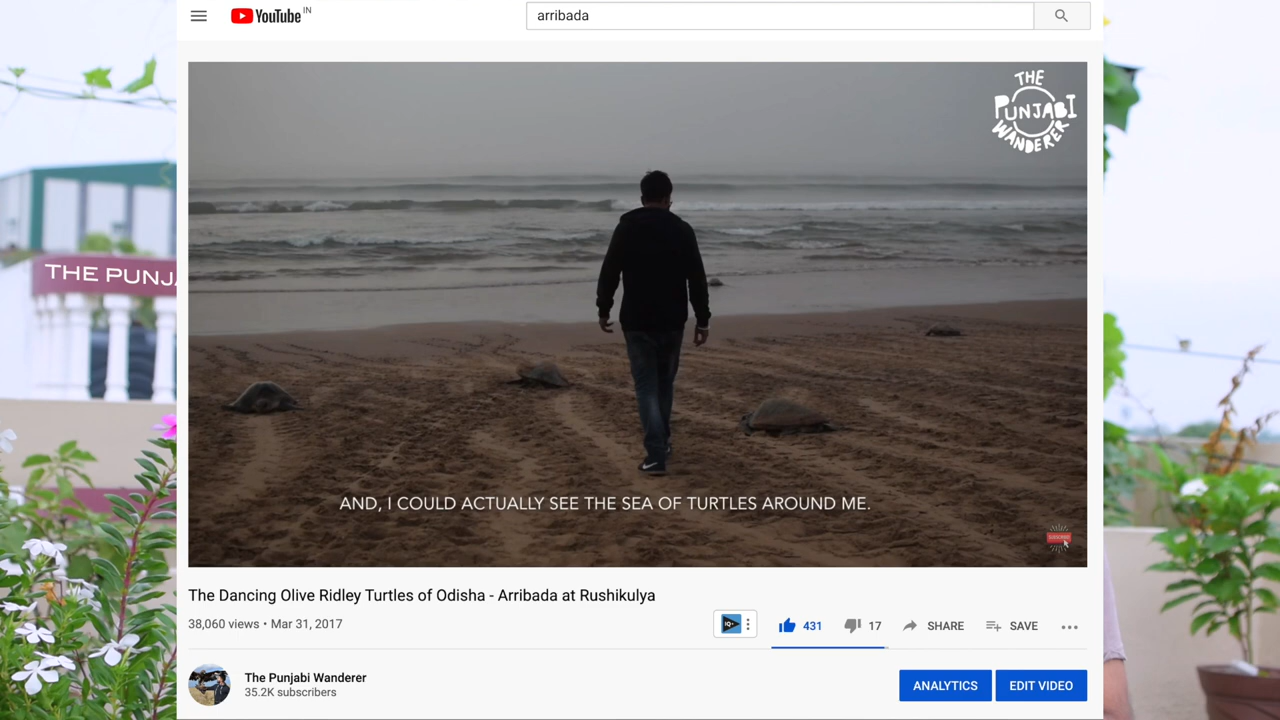 YouTube IN
arribada
THE
PUNJABI
WANDERER
THE PUNJ
AND, I COULD ACTUALLY SEE THE SEA OF TURTLES AROUND ME.
SUBSCRIBE
The Dancing Olive Ridley Turtles of Odisha - Arribada at Rushikulya
38,060 views • Mar 31, 2017
IQ+
431
17
SHARE
SAVE
The Punjabi Wanderer
35.2K subscribers
ANALYTICS
EDIT VIDEO